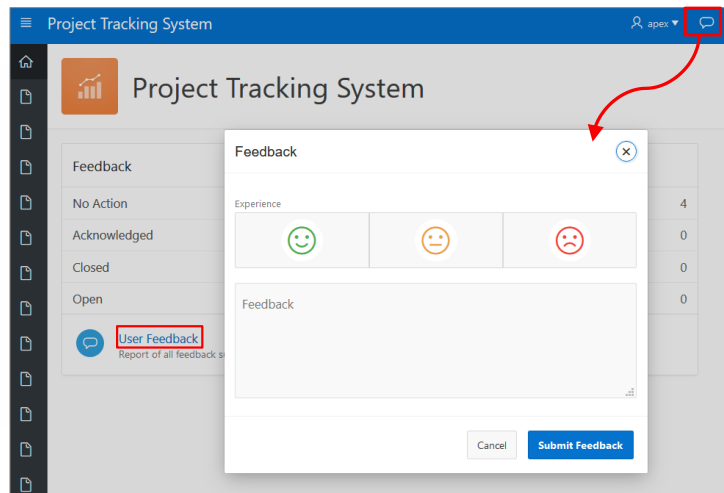 Project Tracking System
apex
Project Tracking System
Feedback
No Action 4
Acknowledged 0
Closed 0
Open 0
User Feedback
Report of all feedback
Feedback
Experience
Feedback
Cancel Submit Feedback